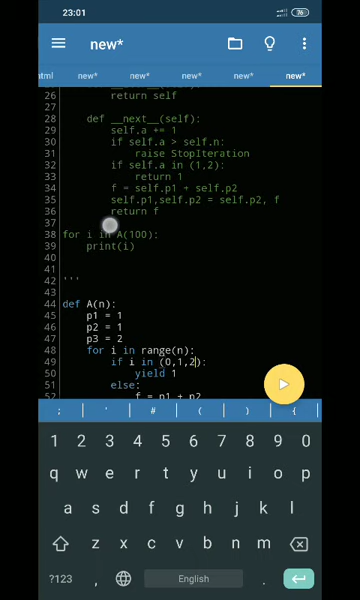 23:01
76
new*
tml
new*
new*
new*
new*
new*
26 return self
27
28 def __next__(self):
29 self.a += 1
30 if self.a > self.n:
31 raise StopIteration
32 if self.a in (1,2):
33 return 1
34 f = self.p1 + self.p2
35 self.p1,self.p2 = self.p2, f
36 return f
37
38 for i in A(100):
39 print(i)
40
41
42 '''
43
44 def A(n):
45 p1 = 1
46 p2 = 1
47 p3 = 2
48 for i in range(n):
49 if i in (0,1,2):
50 yield 1
51 else:
52 f = p1 + p2
; ' # ( ) {
1 2 3 4 5 6 7 8 9 0
q w e r t y u i o p
a s d f g h j k l
z x c v b n m
?123 , English .